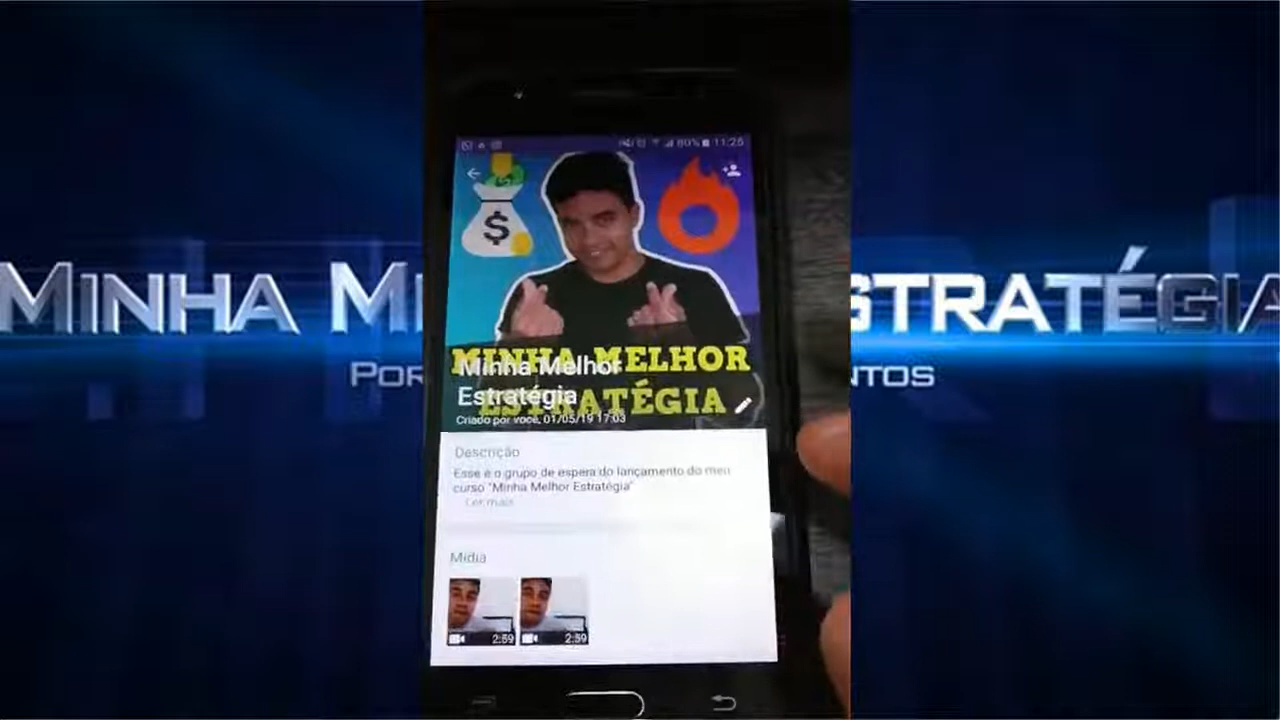 80% 11:25
$
MINHA MELHOR
ESTRATÉGIA
Minha Melhor
Estratégia
Criado por você, 01/05/19 17:03
Descrição
Esse é o grupo de espera do lançamento do meu
curso "Minha Melhor Estratégia"
Ler mais
Mídia
2:59
2:59
MINHA M
STRATÉGIA
POR
NTOS